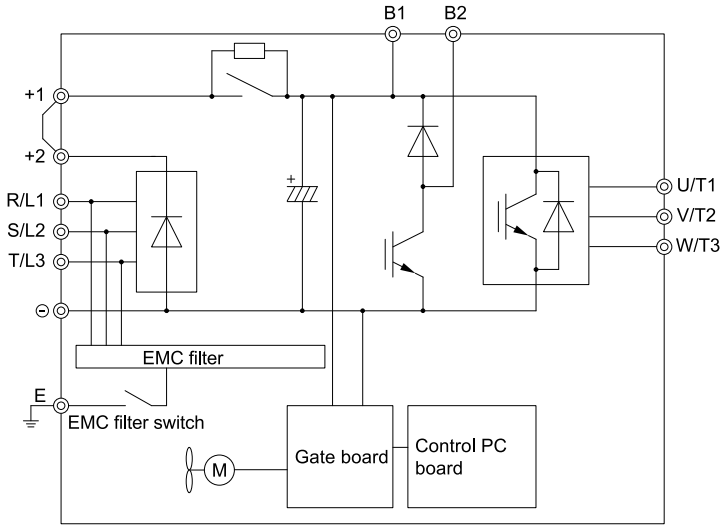 B1
B2
+1
+2
R/L1
S/L2
T/L3
⊖
+
U/T1
V/T2
W/T3
EMC filter
E
EMC filter switch
M
Gate board
Control PC
board